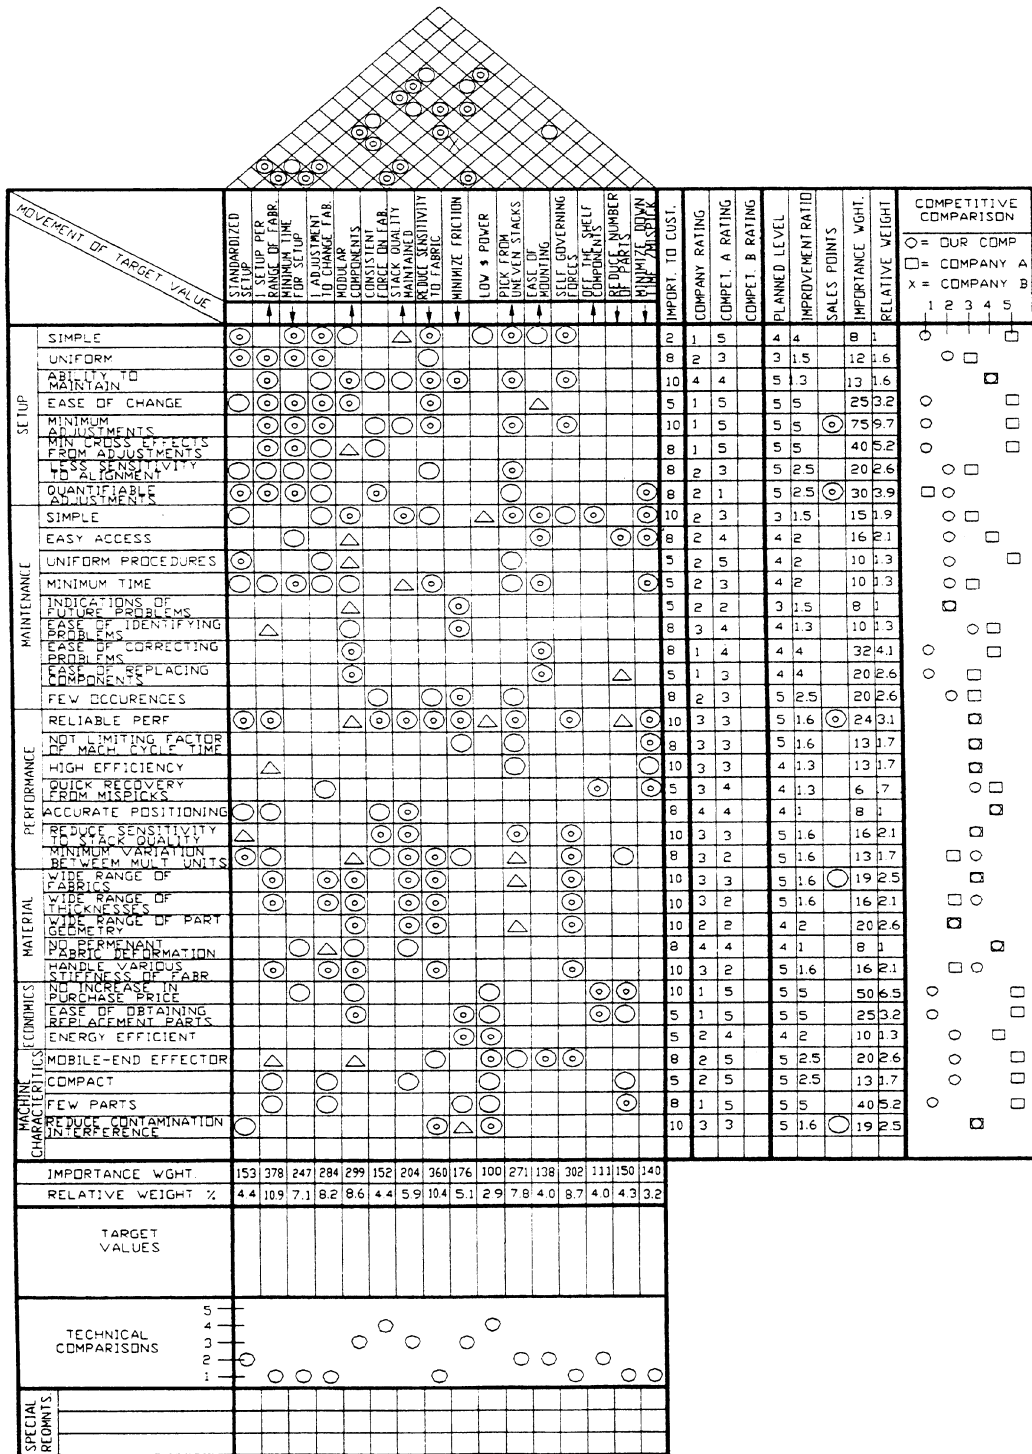 MOVEMENT OF TARGET VALUE
STANDARDIZED SETUP
1 SETUP PER RANGE OF FABR.
MINIMUM TIME FOR SETUP
1 ADJUSTMENT TO CHANGE FAB.
MODULAR COMPONENTS
CONSISTENT FORCE ON FAB.
STACK QUALITY MAINTAINED
REDUCE SENSITIVITY TO FABRIC
MINIMIZE FRICTION
LOW $ POWER
PICK FROM UNEVEN STACKS
EASE OF MOUNTING
SELF GOVERNING FORCES
OFF THE SHELF COMPONENTS
REDUCE NUMBER OF PARTS
MINIMIZE DOWN TIME /MISPICK
IMPORT. TO CUST.
COMPANY RATING
COMPET. A RATING
COMPET. B RATING
PLANNED LEVEL
IMPROVEMENT RATIO
SALES POINTS
IMPORTANCE WGHT.
RELATIVE WEIGHT
COMPETITIVE COMPARISON
= OUR COMP
= COMPANY A
X = COMPANY B
1 2 3 4 5
SETUP
SIMPLE 2 1 5 4 4 8 1
UNIFORM 8 2 3 3 1.5 12 1.6
ABILITY TO MAINTAIN 10 4 4 5 1.3 13 1.6
EASE OF CHANGE 5 1 5 5 5 25 3.2
MINIMUM ADJUSTMENTS 10 1 5 5 5 75 9.7
MIN CROSS EFFECTS FROM ADJUSTMENTS 8 1 5 5 5 40 5.2
LESS SENSITIVITY TO ALIGNMENT 8 2 3 5 2.5 20 2.6
QUANTIFIABLE ADJUSTMENTS 8 2 1 5 2.5 30 3.9
MAINTENANCE
SIMPLE 10 2 3 3 1.5 15 1.9
EASY ACCESS 8 2 4 4 2 16 2.1
UNIFORM PROCEDURES 5 2 5 4 2 10 1.3
MINIMUM TIME 5 2 3 4 2 10 1.3
INDICATIONS OF FUTURE PROBLEMS 5 2 2 3 1.5 8 1
EASE OF IDENTIFYING PROBLEMS 8 3 4 4 1.3 10 1.3
EASE OF CORRECTING PROBLEMS 8 1 4 4 4 32 4.1
EASE OF REPLACING COMPONENTS 5 1 3 4 4 20 2.6
FEW OCCURENCES 8 2 3 5 2.5 20 2.6
PERFORMANCE
RELIABLE PERF 10 3 3 5 1.6 24 3.1
NOT LIMITING FACTOR OF MACH. CYCLE TIME 8 3 3 5 1.6 13 1.7
HIGH EFFICIENCY 10 3 3 4 1.3 13 1.7
QUICK RECOVERY FROM MISPICKS 5 3 4 4 1.3 6 .7
ACCURATE POSITIONING 8 4 4 4 1 8 1
REDUCE SENSITIVITY TO STACK QUALITY 10 3 3 5 1.6 16 2.1
MINIMUM VARIATION BETWEEM MULT UNITS 8 3 2 5 1.6 13 1.7
MATERIAL
WIDE RANGE OF FABRICS 10 3 3 5 1.6 19 2.5
WIDE RANGE OF THICKNESSES 10 3 2 5 1.6 16 2.1
WIDE RANGE OF PART GEOMETRY 10 2 2 4 2 20 2.6
NO PERMENANT FABRIC DEFORMATION 8 4 4 4 1 8 1
HANDLE VARIOUS STIFFNESS OF FABR 10 3 2 5 1.6 16 2.1
ECONOMICS
NO INCREASE IN PURCHASE PRICE 10 1 5 5 5 50 6.5
EASE OF OBTAINING REPLACEMENT PARTS 5 1 5 5 5 25 3.2
ENERGY EFFICIENT 5 2 4 4 2 10 1.3
MACHINE CHARACTERITICS
MOBILE-END EFFECTOR 8 2 5 5 2.5 20 2.6
COMPACT 5 2 5 5 2.5 13 1.7
FEW PARTS 8 1 5 5 5 40 5.2
REDUCE CONTAMINATION INTERFERENCE 10 3 3 5 1.6 19 2.5
IMPORTANCE WGHT. 153 378 247 284 299 152 204 360 176 100 271 138 302 111 150 140
RELATIVE WEIGHT % 4.4 10.9 7.1 8.2 8.6 4.4 5.9 10.4 5.1 2.9 7.8 4.0 8.7 4.0 4.3 3.2
TARGET
VALUES
TECHNICAL
COMPARISONS
5
4
3
2
1
SPECIAL
REQMNTS.